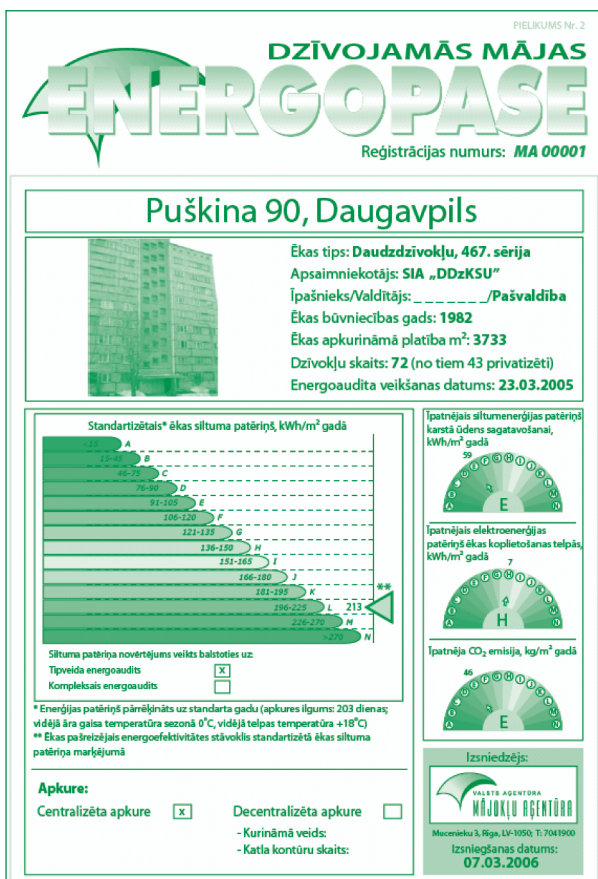 PIELIKUMS Nr. 2
DZĪVOJAMĀS MĀJAS
ENERGOPASE
Reģistrācijas numurs: MA 00001
Puškina 90, Daugavpils
Ēkas tips: Daudzdzīvokļu, 467. sērija
Apsaimniekotājs: SIA „DDzKSU”
Īpašnieks/Valdītājs: _ _ _ _ _ _ _/Pašvaldība
Ēkas būvniecības gads: 1982
Ēkas apkurināmā platība m²: 3733
Dzīvokļu skaits: 72 (no tiem 43 privatizēti)
Energoaudita veikšanas datums: 23.03.2005
Standartizētais* ēkas siltuma patēriņš, kWh/m² gadā
<15 A
15-45 B
46-75 C
76-90 D
91-105 E
106-120 F
121-135 G
136-150 H
151-165 I
166-180 J
181-195 K
196-225 L
226-270 M
>270 N
**
213
Siltuma patēriņa novērtējums veikts balstoties uz:
Tipveida energoaudits x
Kompleksais energoaudits
Īpatnējais siltumenerģijas patēriņš
karstā ūdens sagatavošanai,
kWh/m² gadā
59
A B C D E F G H I J K L M N
E
Īpatnējais elektroenerģijas
patēriņš ēkas koplietošanas telpās,
kWh/m² gadā
7
A B C D E F G H I J K L M N
H
Īpatnēja CO₂ emisija, kg/m² gadā
46
A B C D E F G H I J K L M N
E
* Enerģijas patēriņš pārrēķināts uz standarta gadu (apkures ilgums: 203 dienas;
vidējā āra gaisa temperatūra sezonā 0°C, vidējā telpas temperatūra +18°C)
** Ēkas pašreizējais energoefektivitātes stāvoklis standartizētā ēkas siltuma
patēriņa marķējumā
Apkure:
Centralizēta apkure x
Decentralizēta apkure
- Kurināmā veids:
- Katla kontūru skaits:
Izsniedzējs:
VALSTS AĢENTŪRA
MĀJOKĻU AĢENTŪRA
Mucenieku 3, Rīga, LV-1050; T: 7041900
Izsniegšanas datums:
07.03.2006